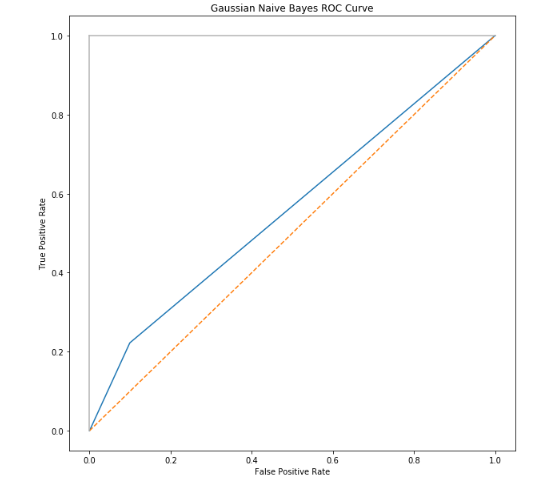 Gaussian Naive Bayes ROC Curve
1.0
0.8
0.6
0.4
0.2
0.0
True Positive Rate
0.0 0.2 0.4 0.6 0.8 1.0
False Positive Rate